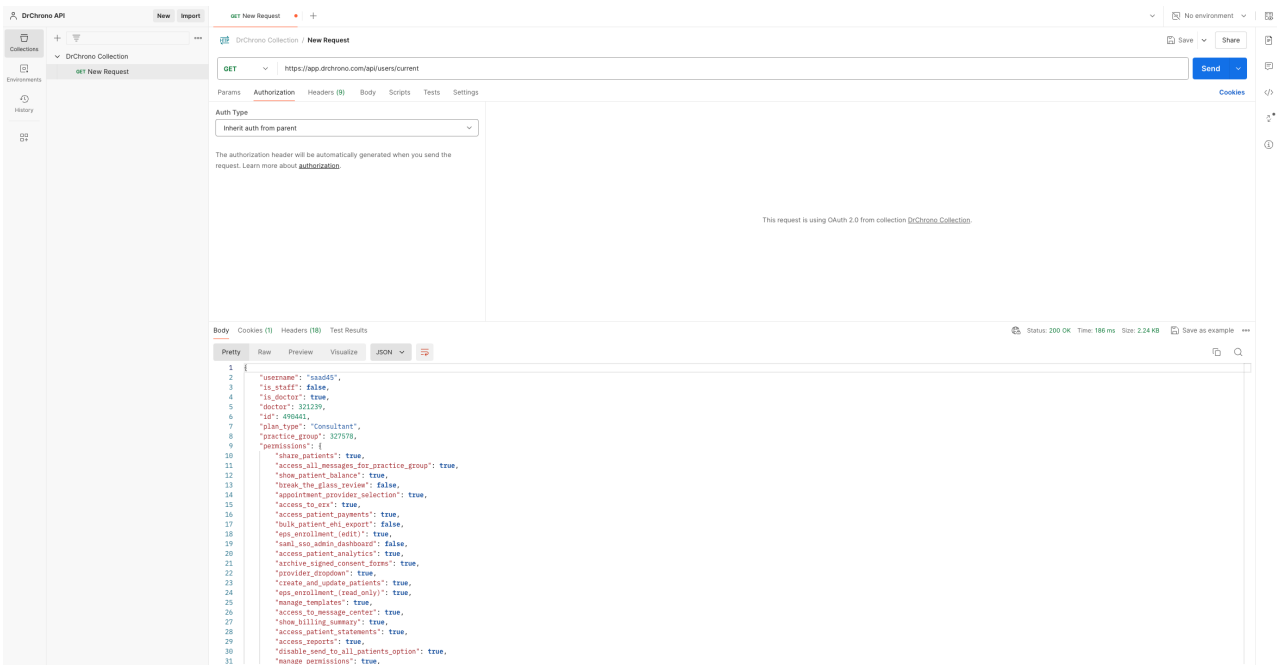 DrChrono API New Import GET New Request No environment
Collections
Environments
History
DrChrono Collection
GET New Request
DrChrono Collection / New Request Save Share
GET https://app.drchrono.com/api/users/current Send
Params Authorization Headers (9) Body Scripts Tests Settings Cookies
Auth Type
Inherit auth from parent
The authorization header will be automatically generated when you send the
request. Learn more about authorization.
This request is using OAuth 2.0 from collection DrChrono Collection.
Body Cookies (1) Headers (18) Test Results Status: 200 OK Time: 186 ms Size: 2.24 KB Save as example
Pretty Raw Preview Visualize JSON
1 {
2 "username": "saad45",
3 "is_staff": false,
4 "is_doctor": true,
5 "doctor": 321239,
6 "id": 490441,
7 "plan_type": "Consultant",
8 "practice_group": 327578,
9 "permissions": {
10 "share_patients": true,
11 "access_all_messages_for_practice_group": true,
12 "show_patient_balance": true,
13 "break_the_glass_review": false,
14 "appointment_provider_selection": true,
15 "access_to_erx": true,
16 "access_patient_payments": true,
17 "bulk_patient_ehi_export": false,
18 "eps_enrollment_(edit)": true,
19 "saml_sso_admin_dashboard": false,
20 "access_patient_analytics": true,
21 "archive_signed_consent_forms": true,
22 "provider_dropdown": true,
23 "create_and_update_patients": true,
24 "eps_enrollment_(read_only)": true,
25 "manage_templates": true,
26 "access_to_message_center": true,
27 "show_billing_summary": true,
28 "access_patient_statements": true,
29 "access_reports": true,
30 "disable_send_to_all_patients_option": true,
31 "manage_permissions": true,